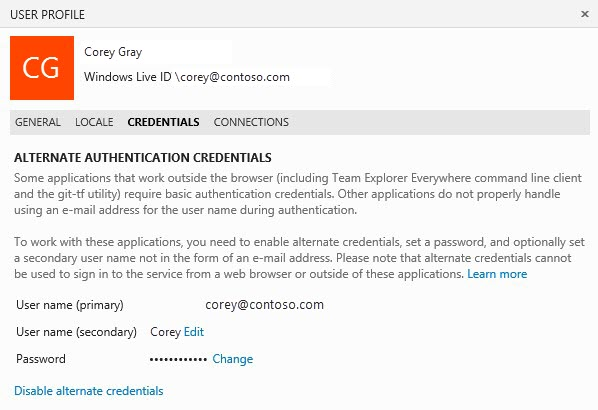 USER PROFILE
×
CG
Corey Gray
Windows Live ID \corey@contoso.com
GENERAL LOCALE CREDENTIALS CONNECTIONS
ALTERNATE AUTHENTICATION CREDENTIALS
Some applications that work outside the browser (including Team Explorer Everywhere command line client
and the git-tf utility) require basic authentication credentials. Other applications do not properly handle
using an e-mail address for the user name during authentication.
To work with these applications, you need to enable alternate credentials, set a password, and optionally set
a secondary user name not in the form of an e-mail address. Please note that alternate credentials cannot
be used to sign in to the service from a web browser or outside of these applications. Learn more
User name (primary) corey@contoso.com
User name (secondary) Corey Edit
Password •••••••••••• Change
Disable alternate credentials